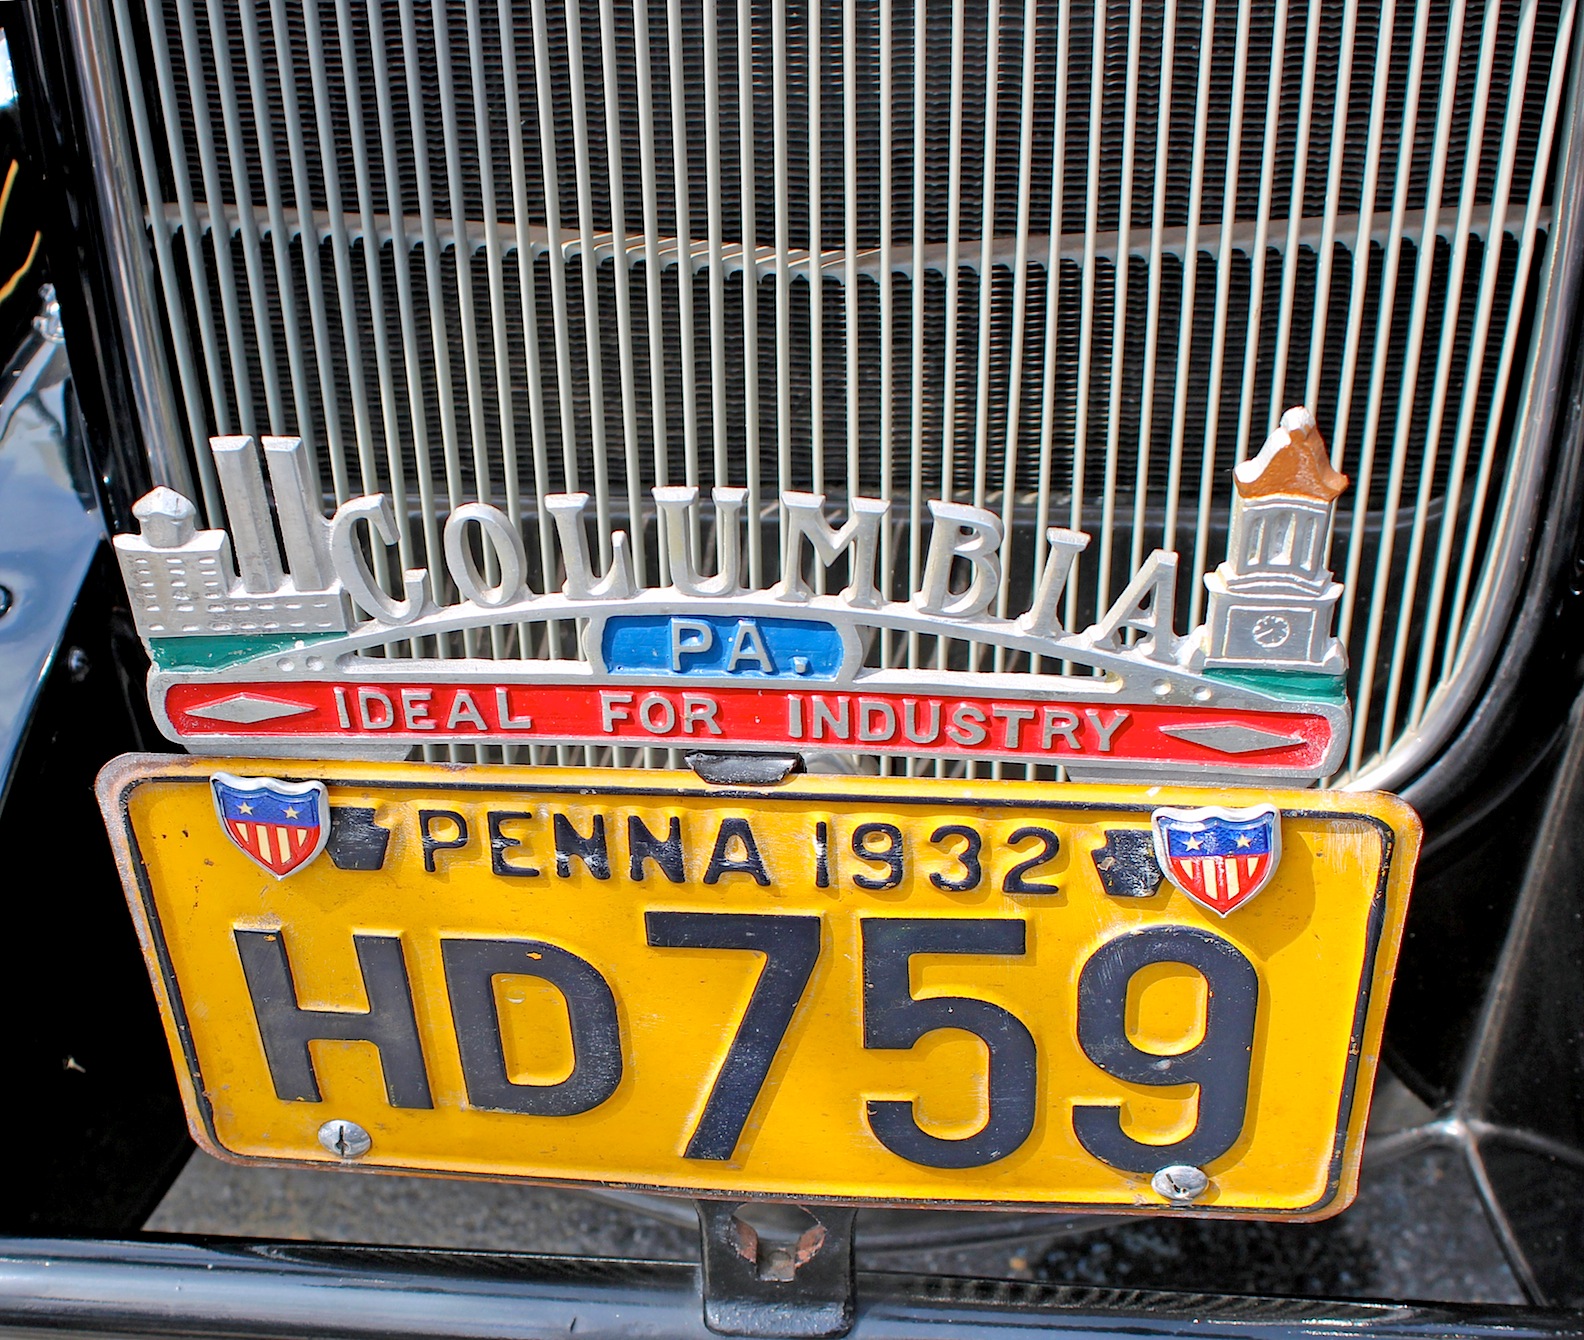 COLUMBIA
PA.
IDEAL FOR INDUSTRY
PENNA 1932
HD759